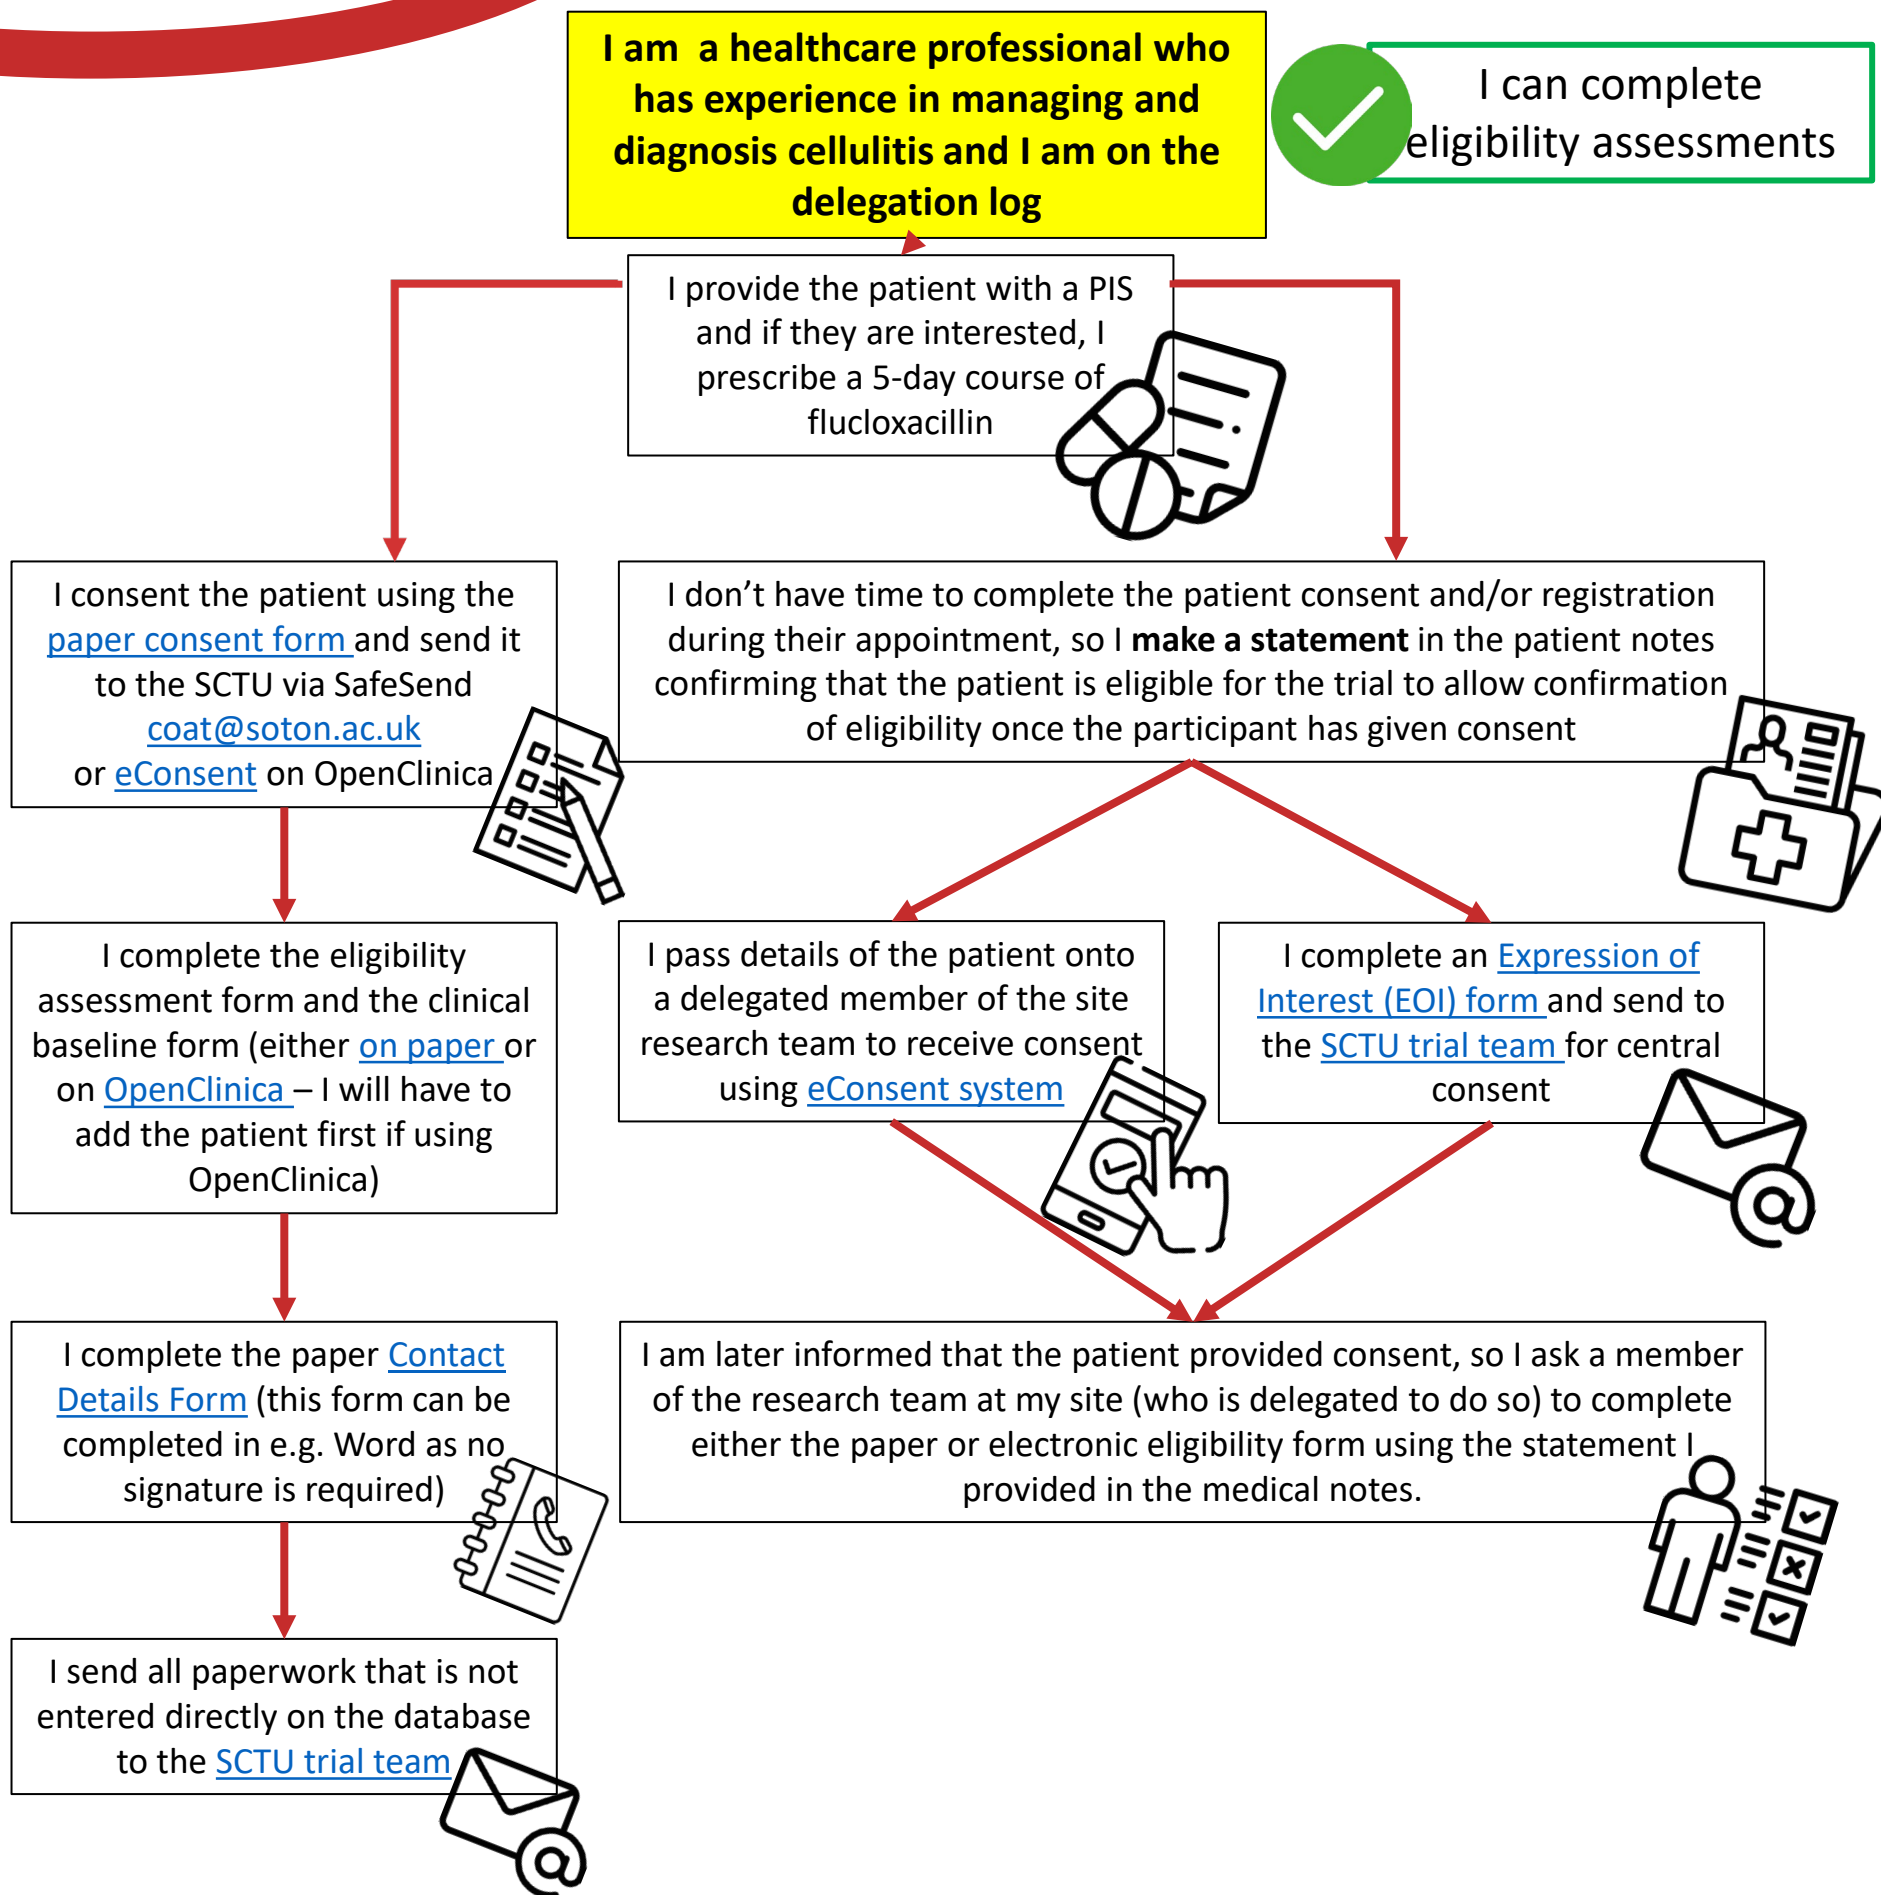 I am  a healthcare professional who
has experience in managing and
diagnosis cellulitis and I am on the
delegation log
I can complete
eligibility assessments
I provide the patient with a PIS
and if they are interested, I
prescribe a 5-day course of
flucloxacillin
I consent the patient using the
paper consent form and send it
to the SCTU via SafeSend
coat@soton.ac.uk
or eConsent on OpenClinica
I don’t have time to complete the patient consent and/or registration
during their appointment, so I make a statement in the patient notes
confirming that the patient is eligible for the trial to allow confirmation
of eligibility once the participant has given consent
I complete the eligibility
assessment form and the clinical
baseline form (either on paper or
on OpenClinica – I will have to
add the patient first if using
OpenClinica)
I pass details of the patient onto
a delegated member of the site
research team to receive consent
using eConsent system
I complete an Expression of
Interest (EOI) form and send to
the SCTU trial team for central
consent
I complete the paper Contact
Details Form (this form can be
completed in e.g. Word as no
signature is required)
I am later informed that the patient provided consent, so I ask a member
of the research team at my site (who is delegated to do so) to complete
either the paper or electronic eligibility form using the statement I
provided in the medical notes.
I send all paperwork that is not
entered directly on the database
to the SCTU trial team